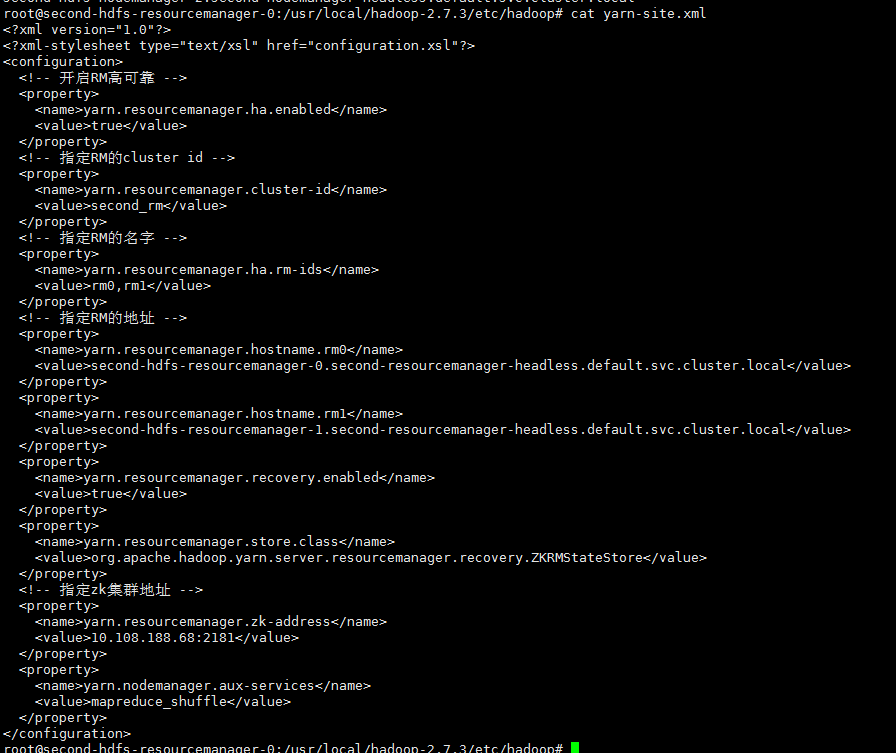 root@second-hdfs-resourcemanager-0:/usr/local/hadoop-2.7.3/etc/hadoop# cat yarn-site.xml
<?xml version="1.0"?>
<?xml-stylesheet type="text/xsl" href="configuration.xsl"?>
<configuration>
  <!-- 开启RM高可靠 -->
  <property>
    <name>yarn.resourcemanager.ha.enabled</name>
    <value>true</value>
  </property>
  <!-- 指定RM的cluster id -->
  <property>
    <name>yarn.resourcemanager.cluster-id</name>
    <value>second_rm</value>
  </property>
  <!-- 指定RM的名字 -->
  <property>
    <name>yarn.resourcemanager.ha.rm-ids</name>
    <value>rm0,rm1</value>
  </property>
  <!-- 指定RM的地址 -->
  <property>
    <name>yarn.resourcemanager.hostname.rm0</name>
    <value>second-hdfs-resourcemanager-0.second-resourcemanager-headless.default.svc.cluster.local</value>
  </property>
  <property>
    <name>yarn.resourcemanager.hostname.rm1</name>
    <value>second-hdfs-resourcemanager-1.second-resourcemanager-headless.default.svc.cluster.local</value>
  </property>
  <property>
    <name>yarn.resourcemanager.recovery.enabled</name>
    <value>true</value>
  </property>
  <property>
    <name>yarn.resourcemanager.store.class</name>
    <value>org.apache.hadoop.yarn.server.resourcemanager.recovery.ZKRMStateStore</value>
  </property>
  <!-- 指定zk集群地址 -->
  <property>
    <name>yarn.resourcemanager.zk-address</name>
    <value>10.108.188.68:2181</value>
  </property>
  <property>
    <name>yarn.nodemanager.aux-services</name>
    <value>mapreduce_shuffle</value>
  </property>
</configuration>
root@second-hdfs-resourcemanager-0:/usr/local/hadoop-2.7.3/etc/hadoop#